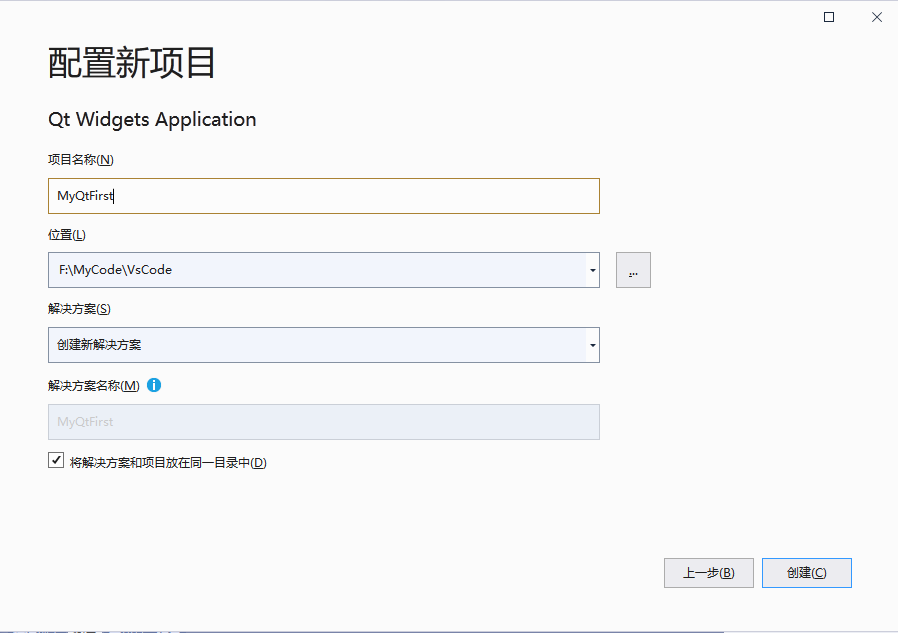 配置新项目
Qt Widgets Application
项目名称(N)
MyQtFirst
位置(L)
F:\MyCode\VsCode
...
解决方案(S)
创建新解决方案
解决方案名称(M)
MyQtFirst
将解决方案和项目放在同一目录中(D)
上一步(B) 创建(C)